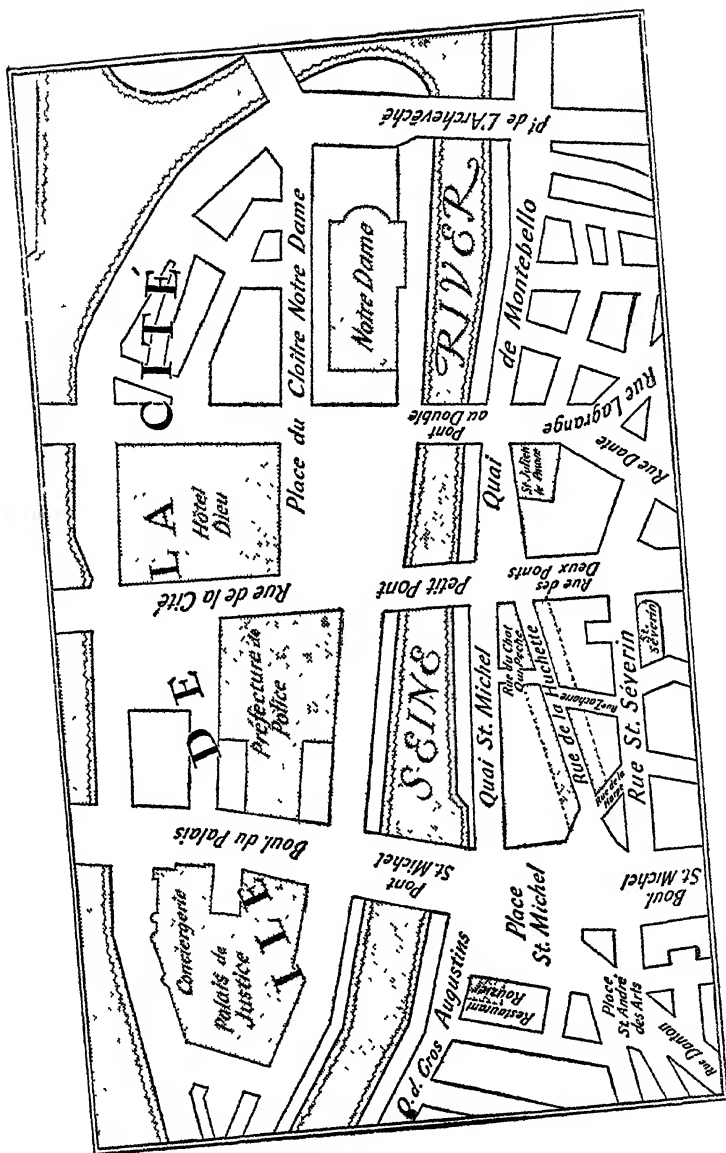 ILE DE LA CITÉ
Conciergerie
Palais de
Justice
Boul du Palais
Préfecture de
Police
Rue de la Cité
Hôtel
Dieu
Place du Cloître Notre Dame
Notre Dame
Pt. de L'Archevêché
SEINE RIVER
Pont
St. Michel
Petit Pont
Pont
au Double
Q. d. Gros Augustins
Quai St. Michel
Quai de Montebello
Restaurant
Rouzier
Place
St. Michel
Place
St André
des Arts
Rue Danton
Boul
St. Michel
Rue du Chat
Qui Pêche
Rue de la Huchette
Rue Zacharie
Rue de la
Harpe
Rue St. Séverin
St.
Séverin
Rue des
Deux Ponts
St Julien
le Pauvre
Rue Lagrange
Rue Dante